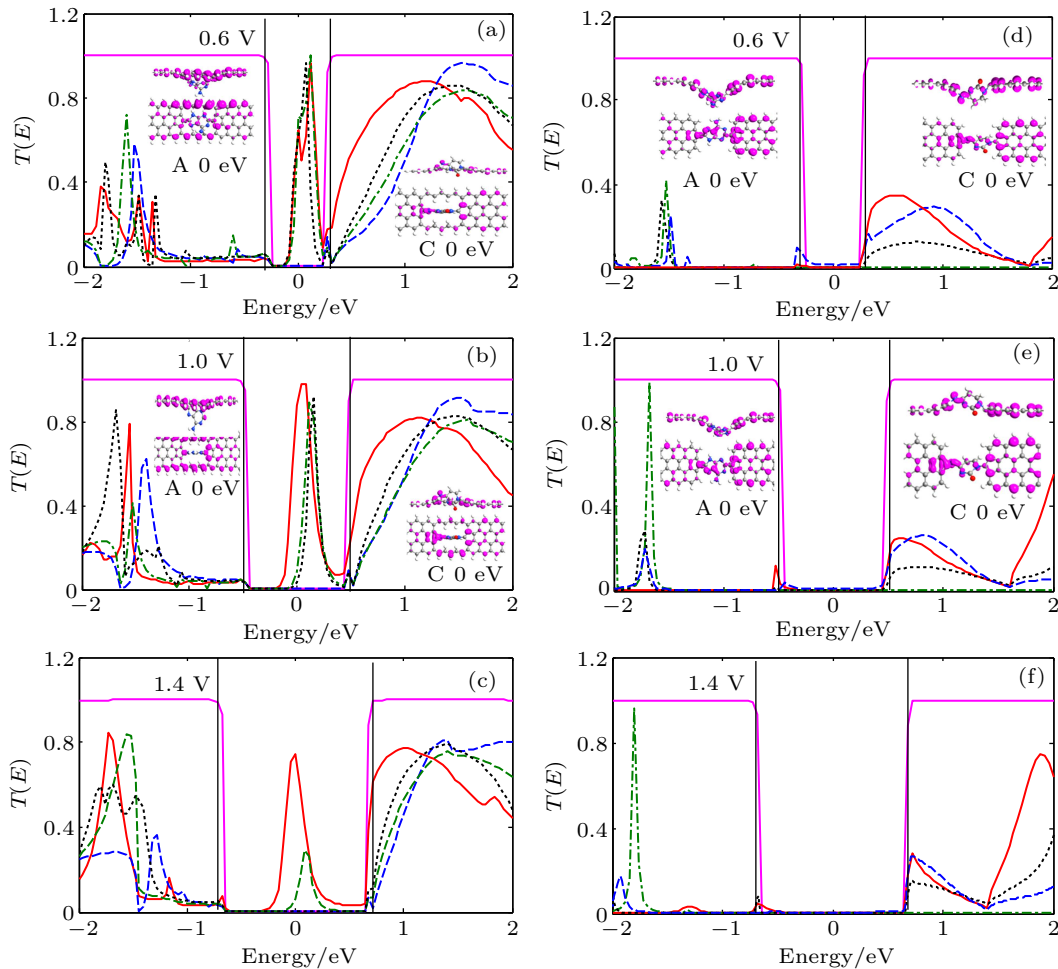 1.2
0.8
0.4
0
T(E)
0.6 V
(a)
A 0 eV
C 0 eV
−2 −1 0 1 2
Energy/eV
1.2
0.8
0.4
0
T(E)
0.6 V
(d)
A 0 eV
C 0 eV
−2 −1 0 1 2
Energy/eV
1.2
0.8
0.4
0
T(E)
1.0 V
(b)
A 0 eV
C 0 eV
−2 −1 0 1 2
Energy/eV
1.2
0.8
0.4
0
T(E)
1.0 V
(e)
A 0 eV
C 0 eV
−2 −1 0 1 2
Energy/eV
1.2
0.8
0.4
0
T(E)
1.4 V
(c)
−2 −1 0 1 2
Energy/eV
1.2
0.8
0.4
0
T(E)
1.4 V
(f)
−2 −1 0 1 2
Energy/eV